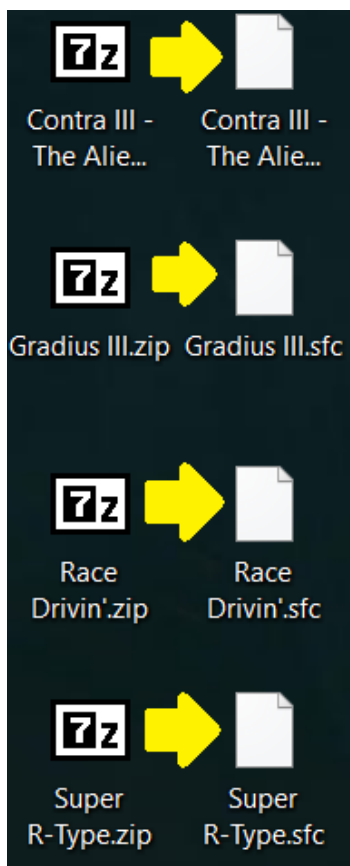 7z
Contra III - The Alie...
Contra III - The Alie...
7z
Gradius III.zip
Gradius III.sfc
7z
Race Drivin'.zip
Race Drivin'.sfc
7z
Super R-Type.zip
Super R-Type.sfc